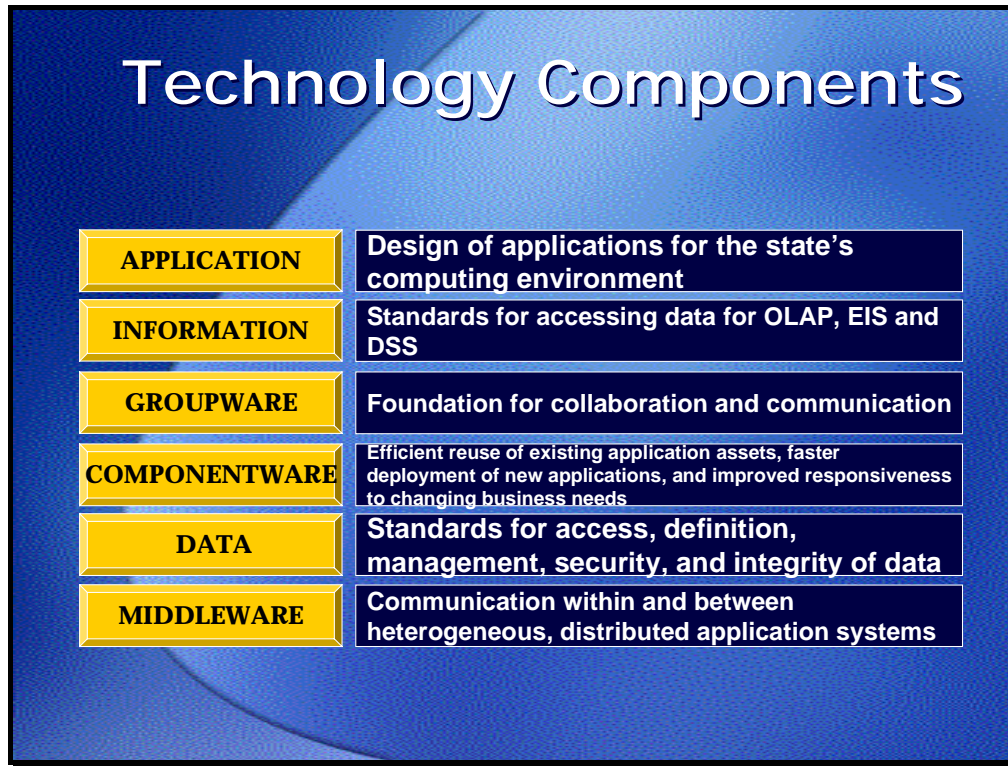 Technology Components
APPLICATION
Design of applications for the state’s
computing environment
INFORMATION
Standards for accessing data for OLAP, EIS and
DSS
GROUPWARE
Foundation for collaboration and communication
COMPONENTWARE
Efficient reuse of existing application assets, faster
deployment of new applications, and improved responsiveness
to changing business needs
DATA
Standards for access, definition,
management, security, and integrity of data
MIDDLEWARE
Communication within and between
heterogeneous, distributed application systems